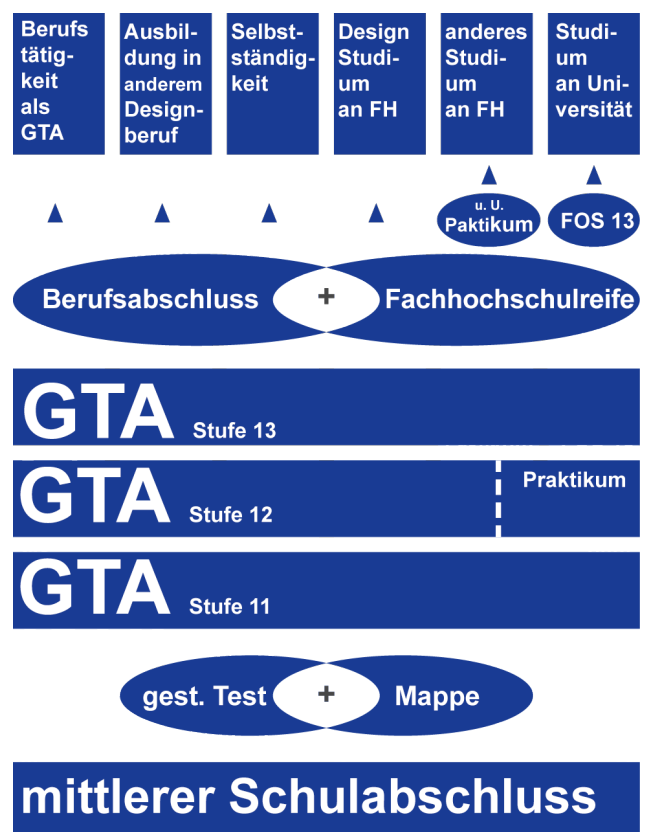 Berufs
tätig-
keit
als
GTA
Ausbil-
dung in
anderem
Design-
beruf
Selbst-
ständig-
keit
Design
Studi-
um
an FH
anderes
Studi-
um
an FH
Studi-
um
an Uni-
versität
u. U.
Paktikum
FOS 13
Berufsabschluss + Fachhochschulreife
GTA Stufe 13
GTA Stufe 12 Praktikum
GTA Stufe 11
gest. Test + Mappe
mittlerer Schulabschluss